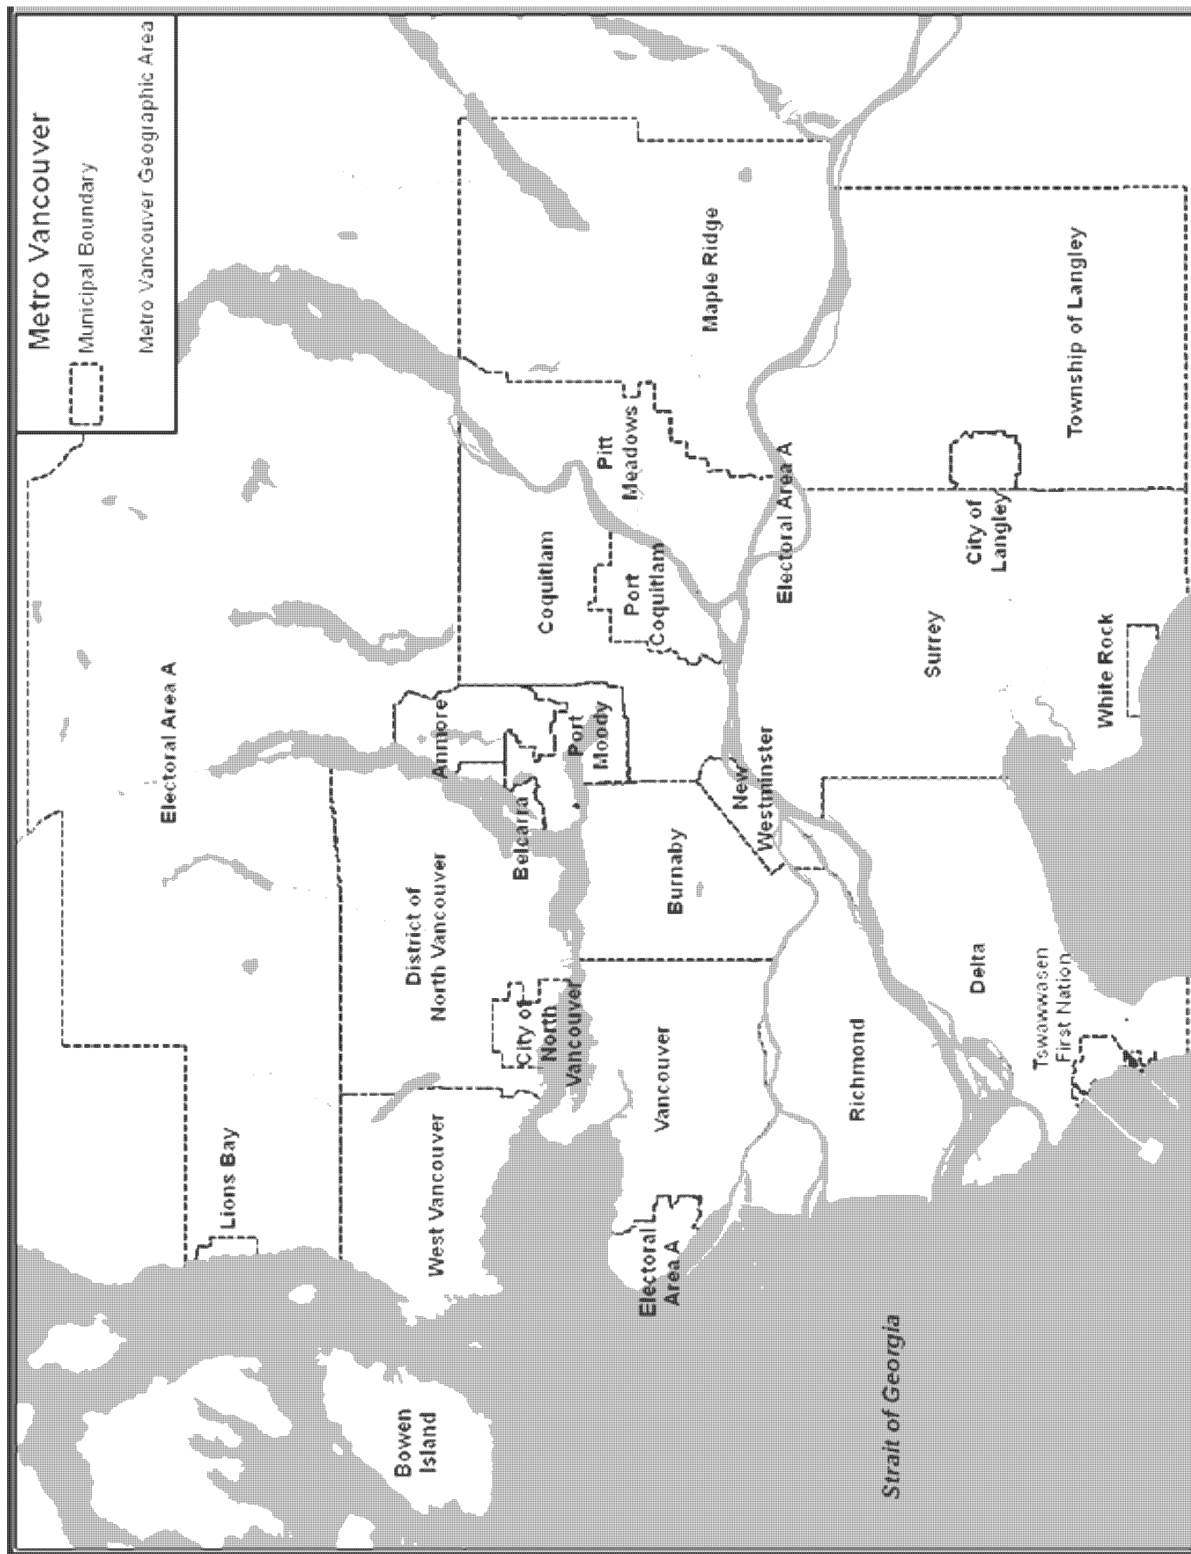 Metro Vancouver
Municipal Boundary
Metro Vancouver Geographic Area
Electoral Area A
Lions Bay
Bowen
Island
West Vancouver
District of
North Vancouver
City of
North
Vancouver
Anmore
Belcarra
Port
Moody
Coquitlam
Port
Coquitlam
Pitt
Meadows
Maple Ridge
Electoral
Area A
Vancouver
Burnaby
New
Westminster
Electoral Area A
Richmond
Strait of Georgia
Delta
Surrey
City of
Langley
Township of Langley
Tswawwasen
First Nation
White Rock